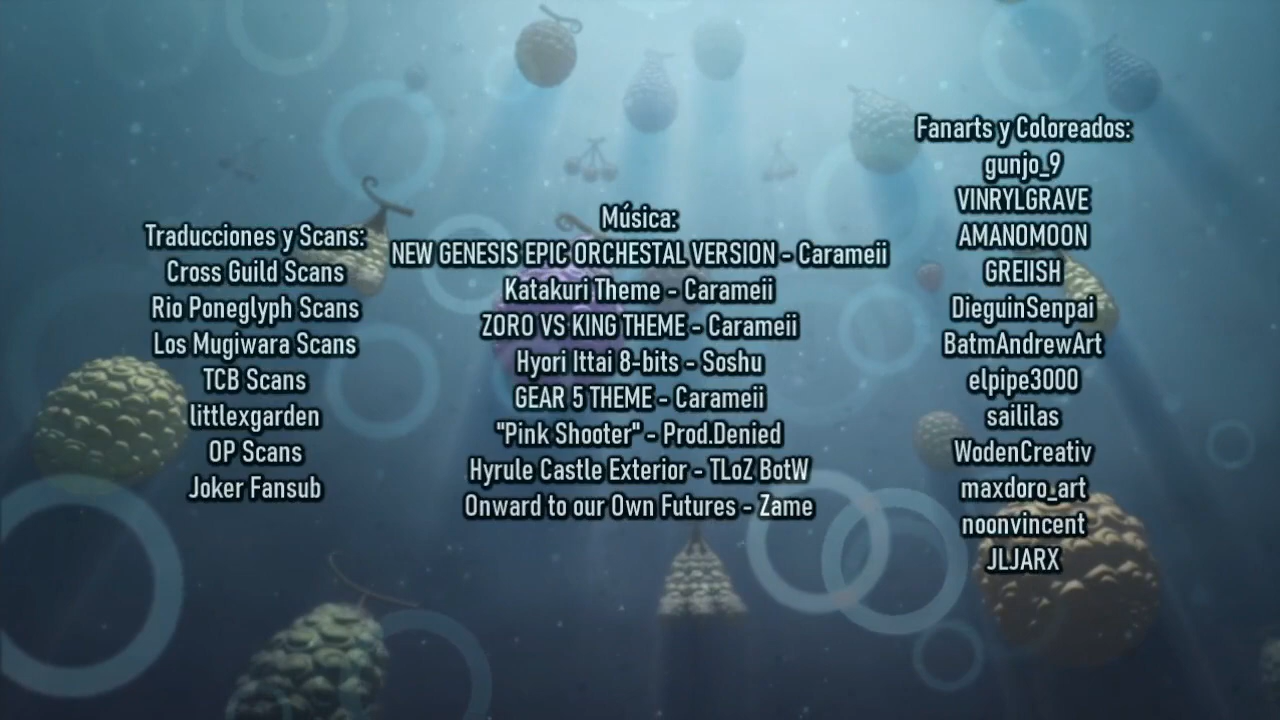 Traducciones y Scans:
Cross Guild Scans
Rio Poneglyph Scans
Los Mugiwara Scans
TCB Scans
littlexgarden
OP Scans
Joker Fansub
Música:
NEW GENESIS EPIC ORCHESTAL VERSION - Carameii
Katakuri Theme - Carameii
ZORO VS KING THEME - Carameii
Hyori Ittai 8-bits - Soshu
GEAR 5 THEME - Carameii
"Pink Shooter" - Prod.Denied
Hyrule Castle Exterior - TLoZ BotW
Onward to our Own Futures - Zame
Fanarts y Coloreados:
gunjo_9
VINRYLGRAVE
AMANOMOON
GREIISH
DieguinSenpai
BatmAndrewArt
elpipe3000
saililas
WodenCreativ
maxdoro_art
noonvincent
JLJARX